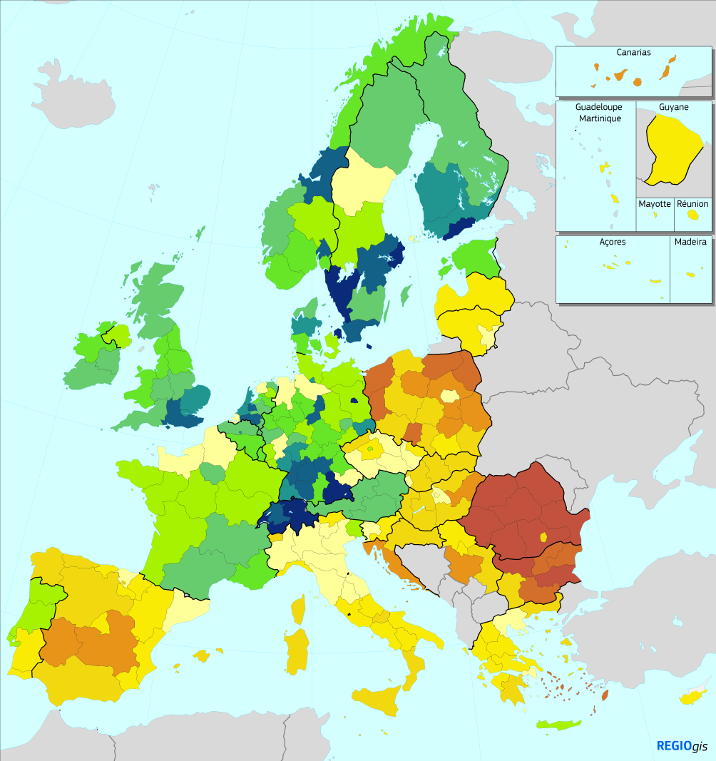 Canarias
Guadeloupe
Martinique
Guyane
Mayotte
Réunion
Açores
Madeira
REGIOgis